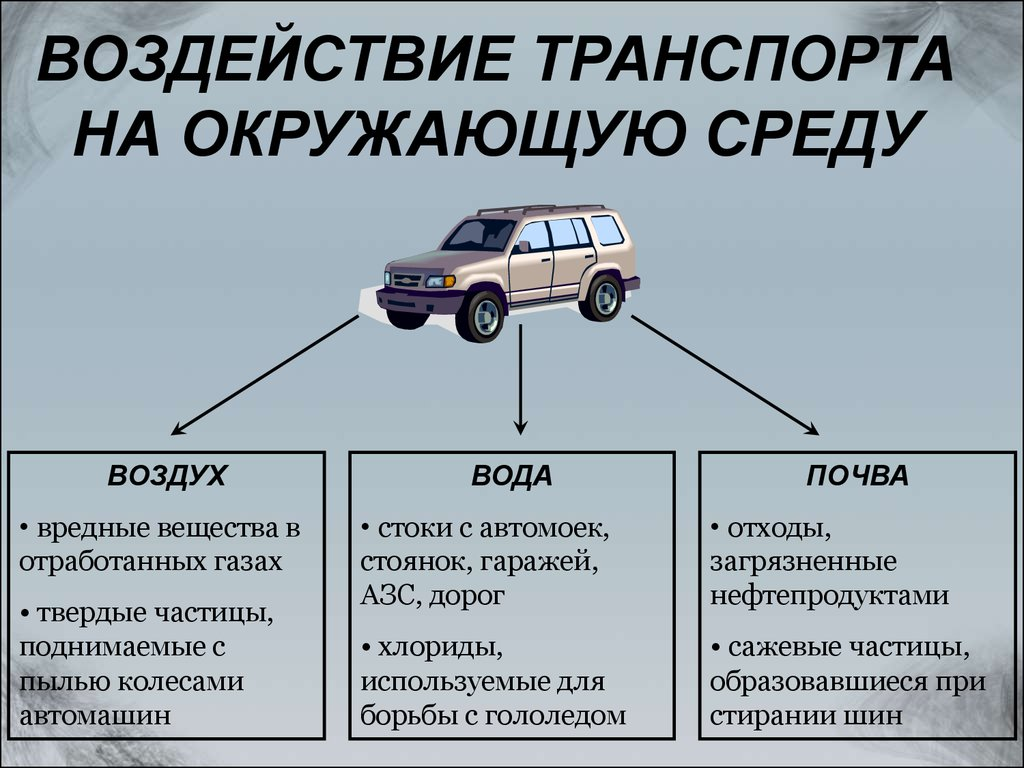 ВОЗДЕЙСТВИЕ ТРАНСПОРТА
НА ОКРУЖАЮЩУЮ СРЕДУ
ВОЗДУХ
• вредные вещества в
отработанных газах
• твердые частицы,
поднимаемые с
пылью колесами
автомашин
ВОДА
• стоки с автомоек,
стоянок, гаражей,
АЗС, дорог
• хлориды,
используемые для
борьбы с гололедом
ПОЧВА
• отходы,
загрязненные
нефтепродуктами
• сажевые частицы,
образовавшиеся при
стирании шин